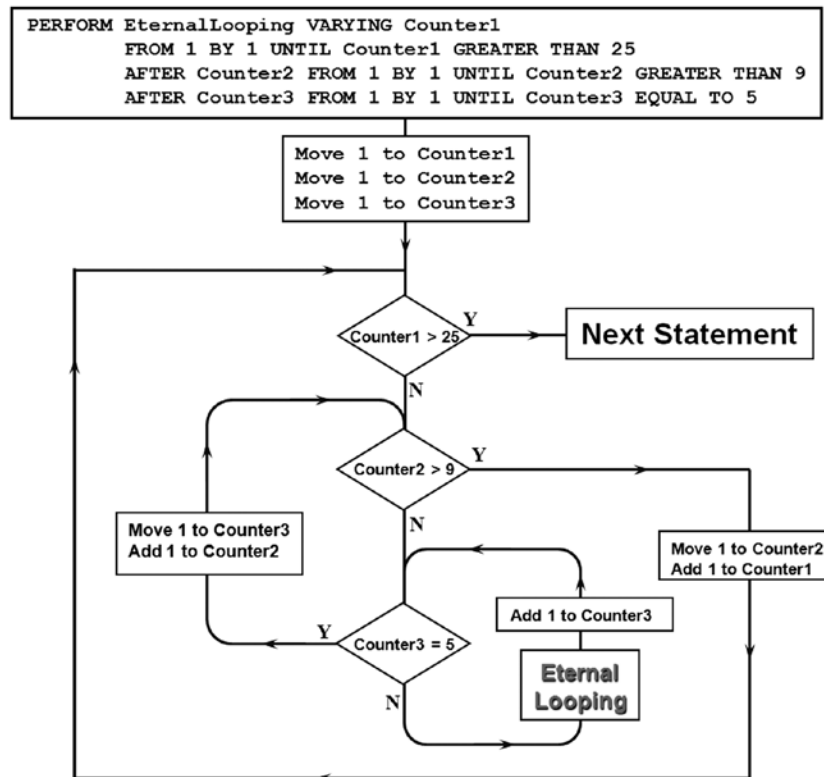 PERFORM EternalLooping VARYING Counter1
FROM 1 BY 1 UNTIL Counter1 GREATER THAN 25
AFTER Counter2 FROM 1 BY 1 UNTIL Counter2 GREATER THAN 9
AFTER Counter3 FROM 1 BY 1 UNTIL Counter3 EQUAL TO 5
Move 1 to Counter1
Move 1 to Counter2
Move 1 to Counter3
Counter1 > 25
Y
Next Statement
N
Counter2 > 9
Y
N
Move 1 to Counter3
Add 1 to Counter2
Move 1 to Counter2
Add 1 to Counter1
Add 1 to Counter3
Y
Counter3 = 5
Eternal
Looping
N